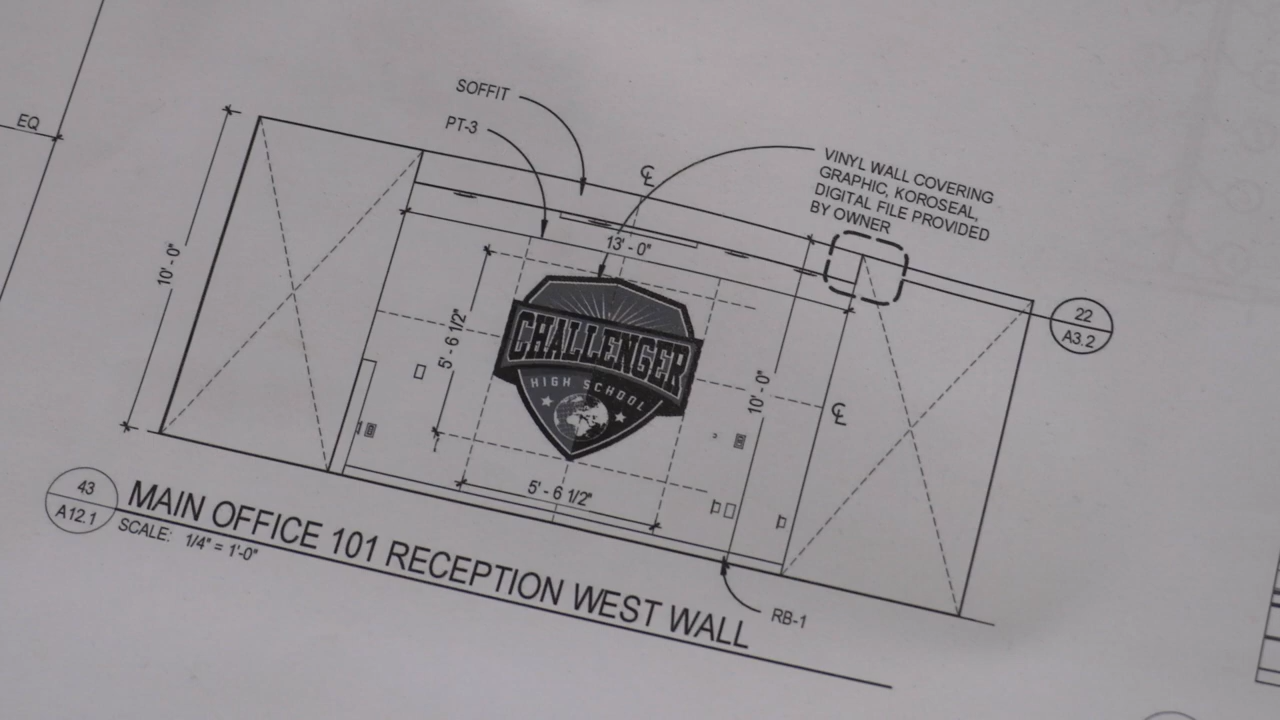 EQ
SOFFIT
PT-3
℄
VINYL WALL COVERING
GRAPHIC, KOROSEAL,
DIGITAL FILE PROVIDED
BY OWNER
13' - 0"
10' - 0"
5' - 6 1/2"
CHALLENGER
HIGH SCHOOL
10' - 0"
℄
22
A3.2
5' - 6 1/2"
RB-1
43
A12.1
MAIN OFFICE 101 RECEPTION WEST WALL
SCALE: 1/4" = 1'-0"